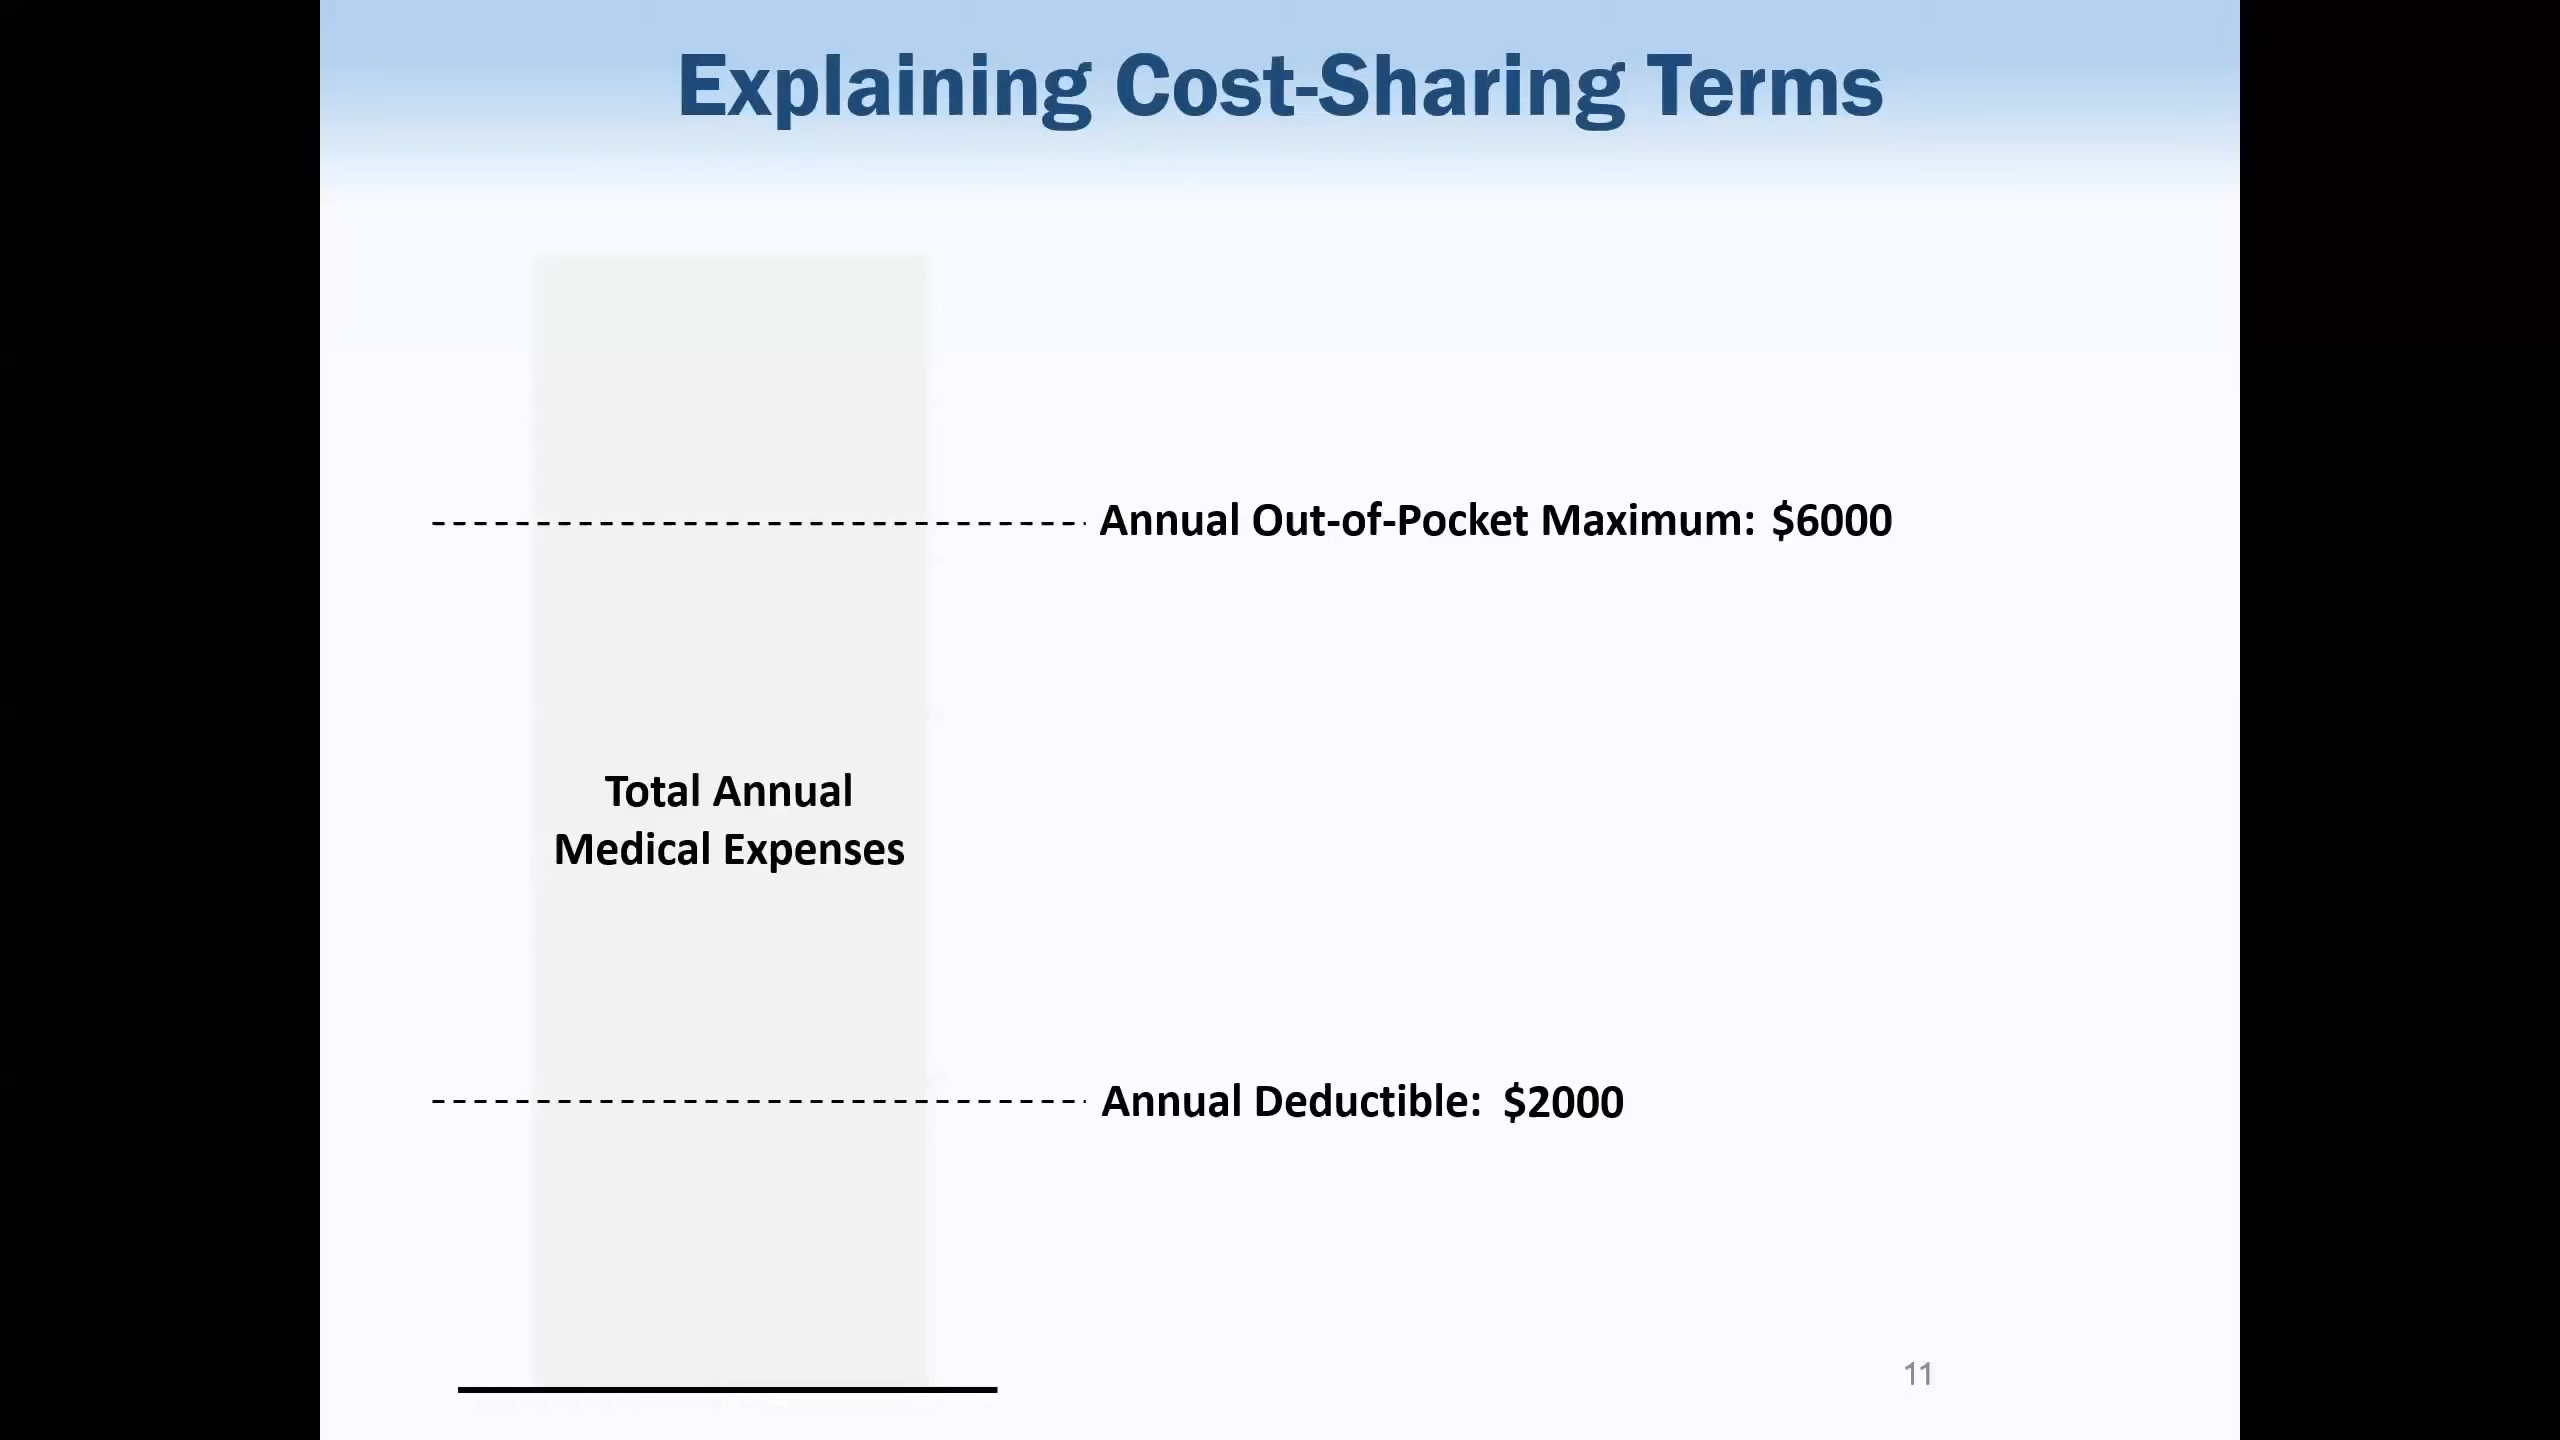 Explaining Cost-Sharing Terms
Annual Out-of-Pocket Maximum: $6000
Total Annual
Medical Expenses
Annual Deductible: $2000
11